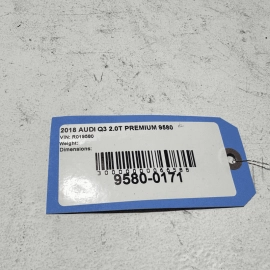 2018 AUDI Q3 2.0T PREMIUM 9580
VIN: R019580
Weight:
Dimensions:
9580-0171